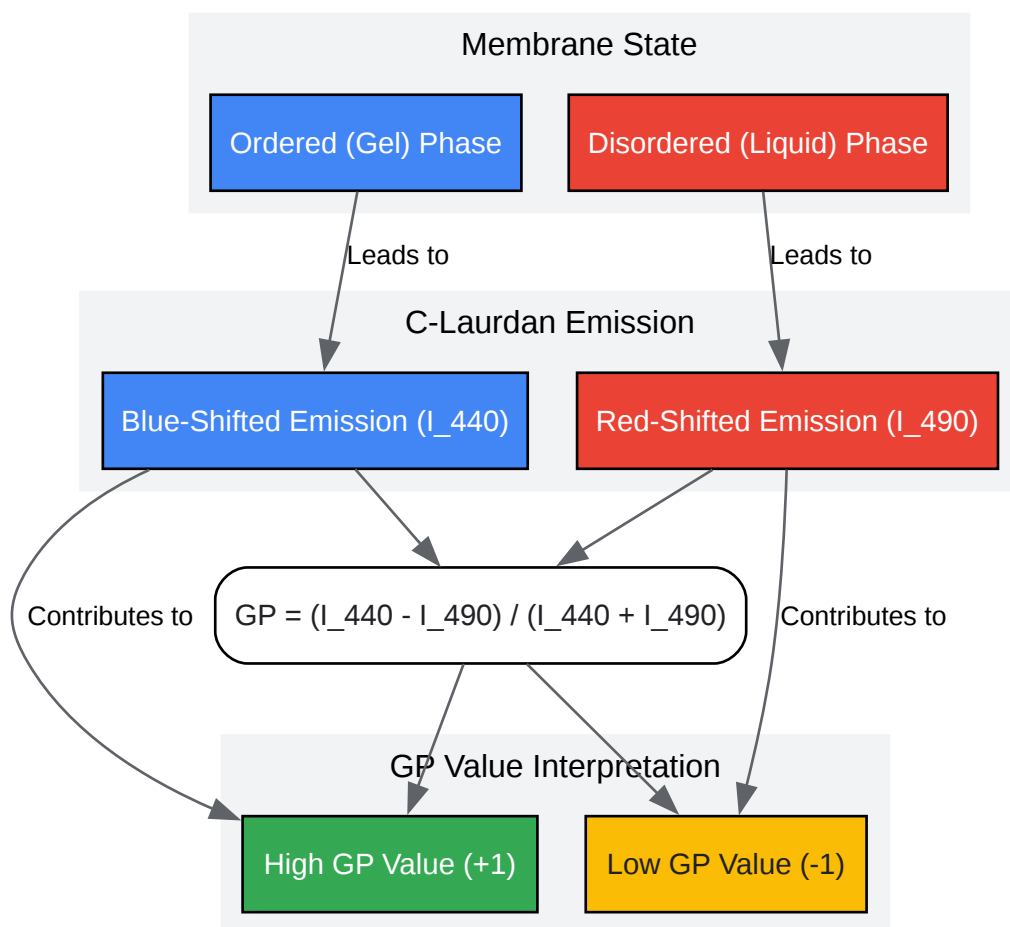 Membrane State
Ordered (Gel) Phase
Disordered (Liquid) Phase
Leads to
Leads to
C-Laurdan Emission
Blue-Shifted Emission (I_440)
Red-Shifted Emission (I_490)
Contributes to
GP = (I_440 - I_490) / (I_440 + I_490)
Contributes to
GP Value Interpretation
High GP Value (+1)
Low GP Value (-1)